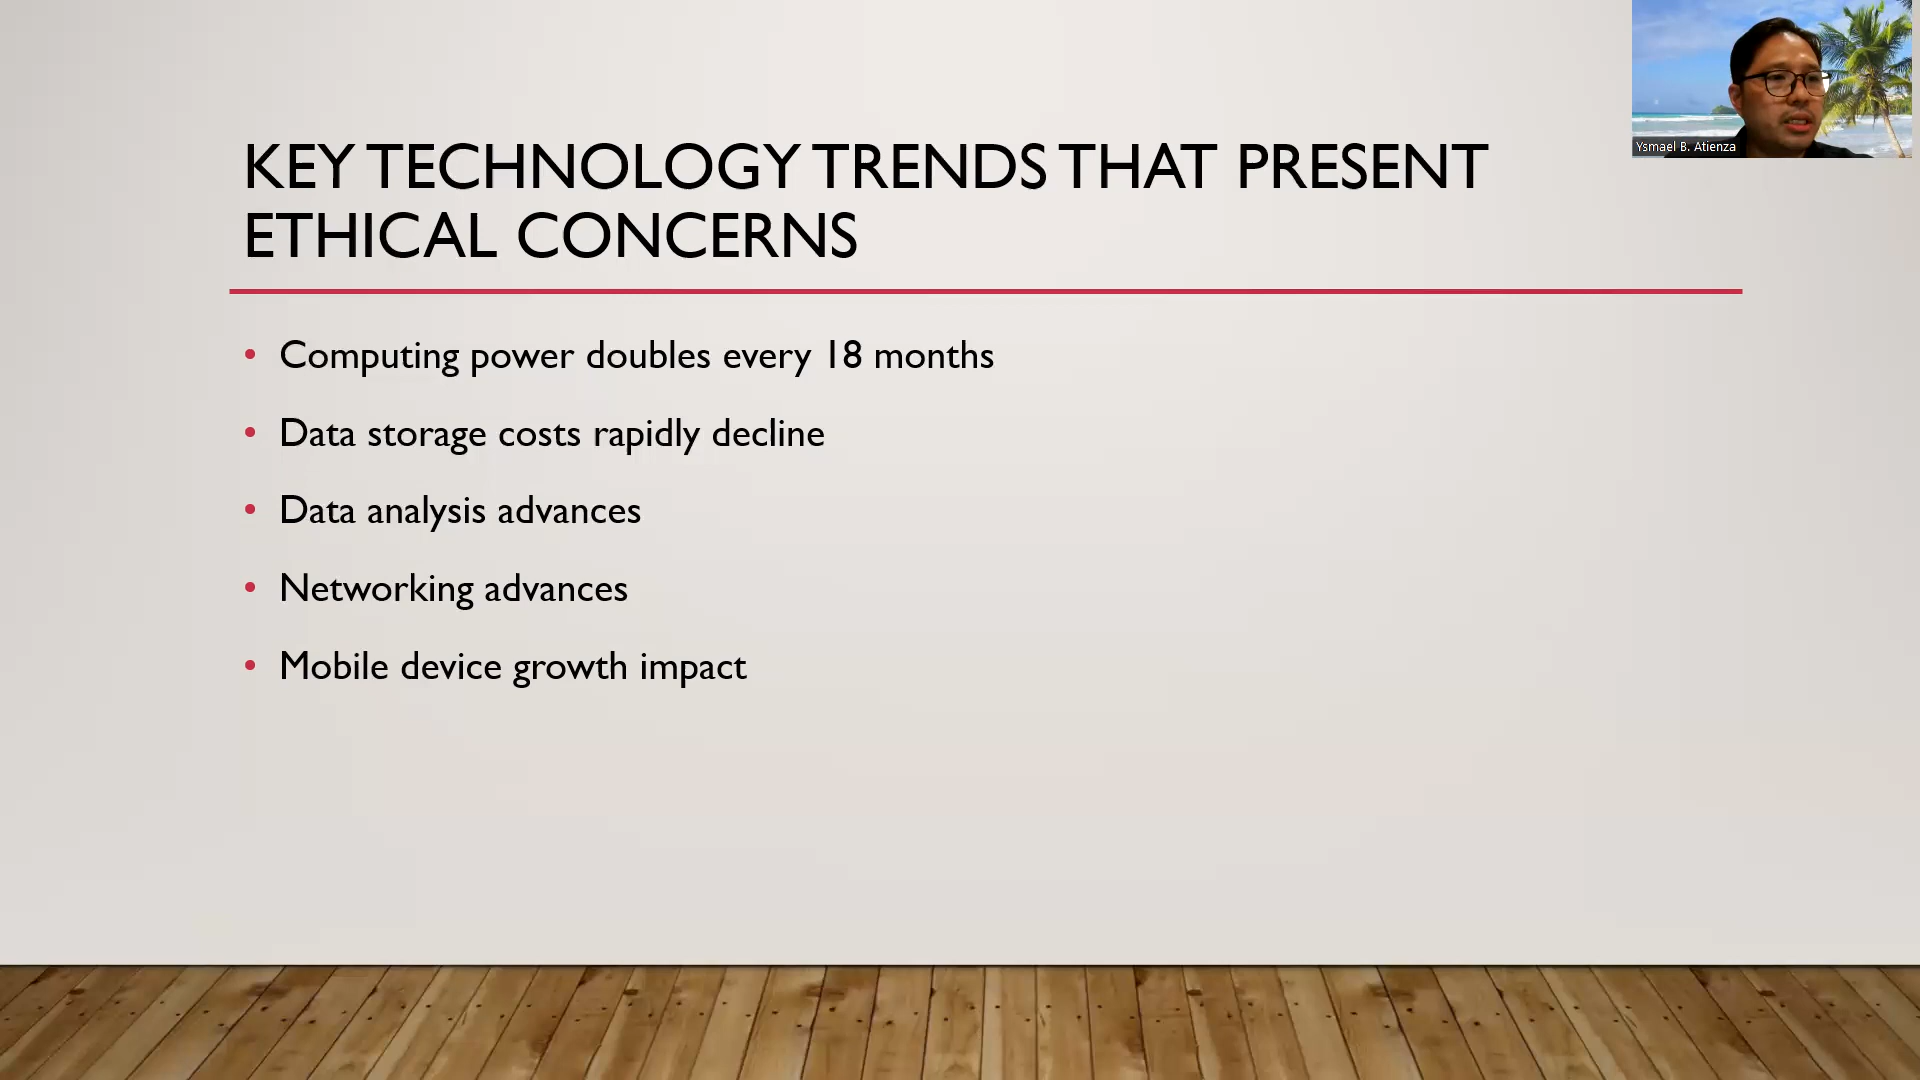 KEY TECHNOLOGY TRENDS THAT PRESENT
ETHICAL CONCERNS
• Computing power doubles every 18 months
• Data storage costs rapidly decline
• Data analysis advances
• Networking advances
• Mobile device growth impact
Ysmael B. Atienza